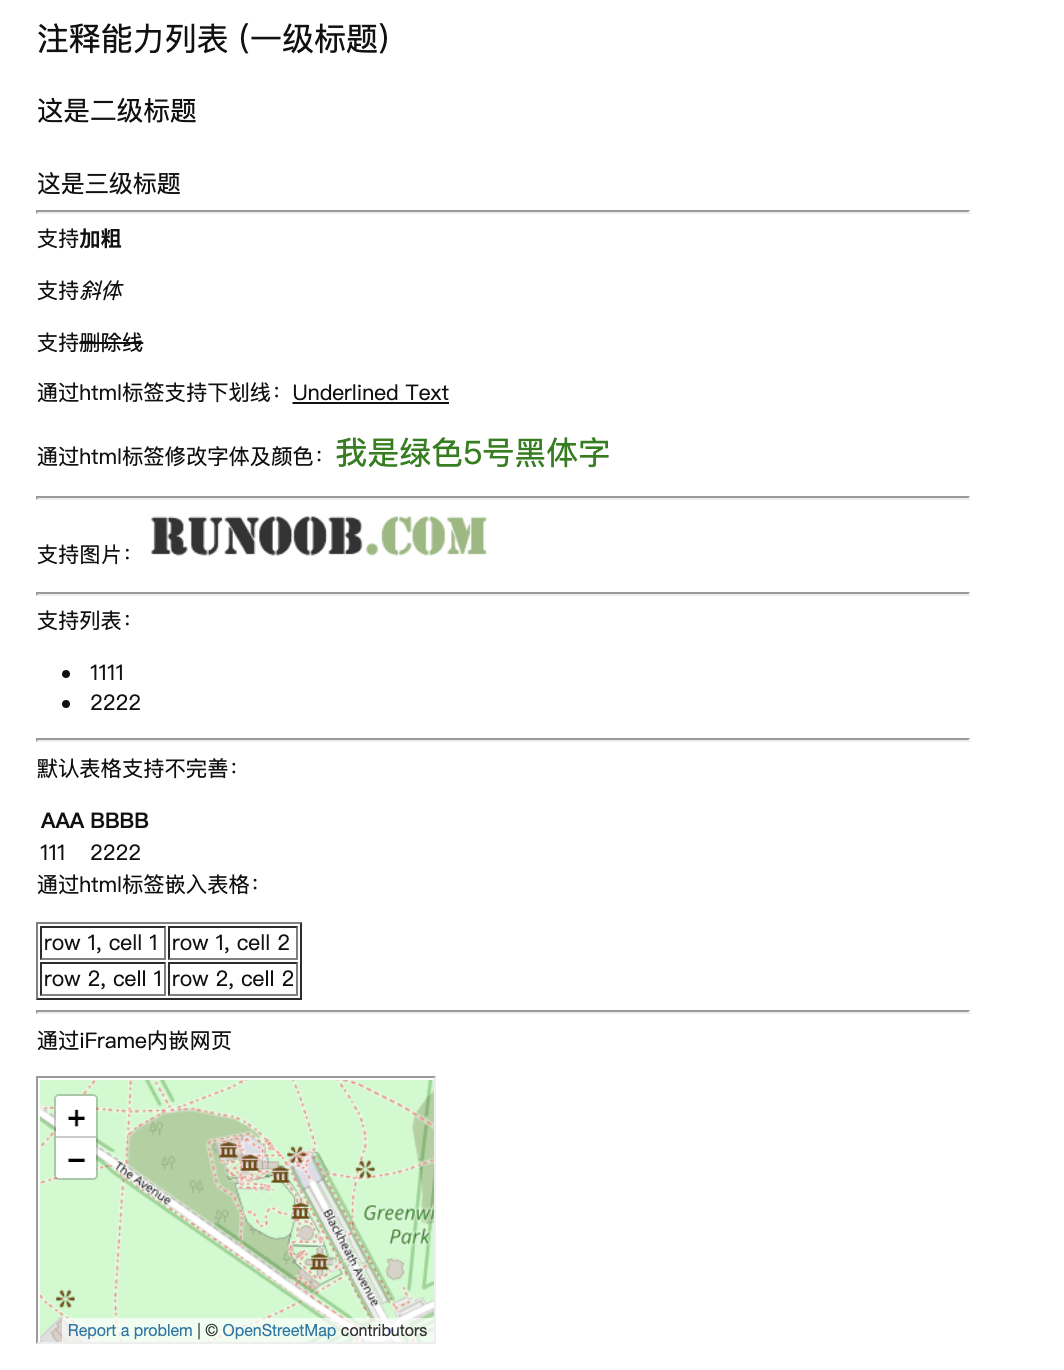 注释能力列表 (一级标题)
这是二级标题
这是三级标题
支持加粗
支持斜体
支持删除线
通过html标签支持下划线：Underlined Text
通过html标签修改字体及颜色：我是绿色5号黑体字
支持图片： RUNOOB.COM
支持列表：
• 1111
• 2222
默认表格支持不完善：
AAA BBBB
111 2222
通过html标签嵌入表格：
row 1, cell 1 row 1, cell 2
row 2, cell 1 row 2, cell 2
通过iFrame内嵌网页
+
−
The Avenue
Blackheath Avenue
Greenwi
Park
Report a problem | © OpenStreetMap contributors